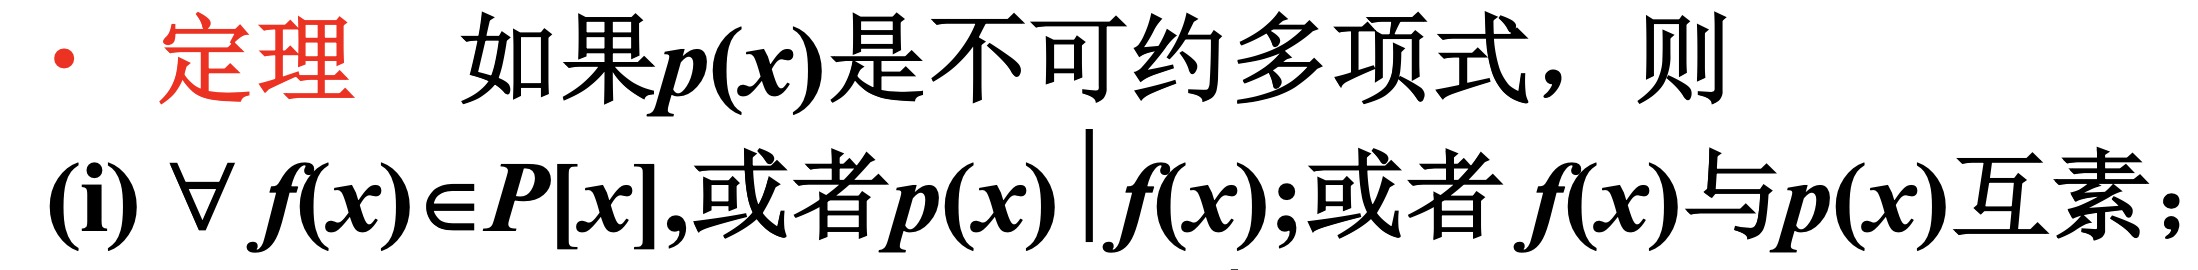 • 定理 如果p(x)是不可约多项式，则
(i) ∀ f(x)∈P[x],或者p(x)|f(x);或者 f(x)与p(x)互素；